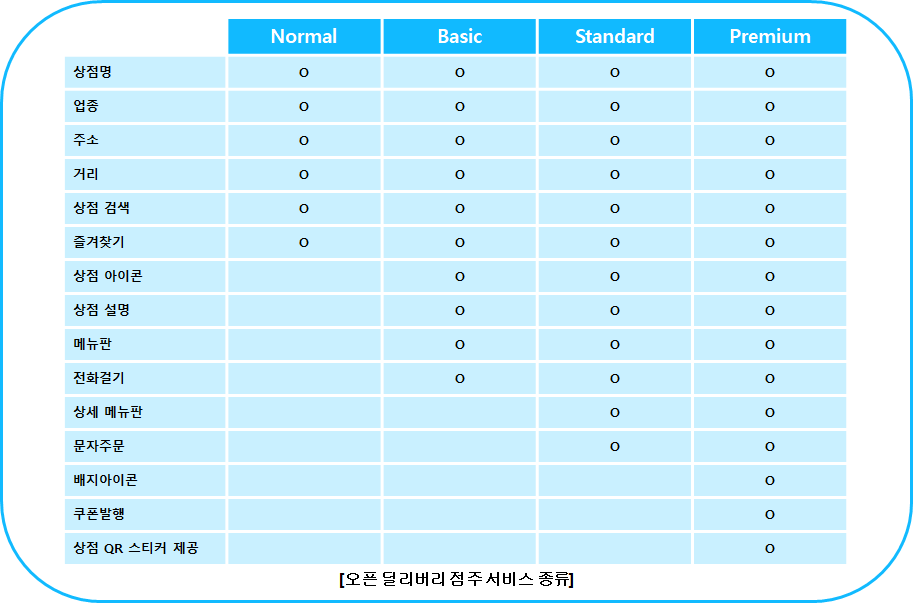 Normal Basic Standard Premium
상점명 O O O O
업종 O O O O
주소 O O O O
거리 O O O O
상점 검색 O O O O
즐겨찾기 O O O O
상점 아이콘 O O O
상점 설명 O O O
메뉴판 O O O
전화걸기 O O O
상세 메뉴판 O O
문자주문 O O
배지아이콘 O
쿠폰발행 O
상점 QR 스티커 제공 O
[오픈 딜리버리 점주 서비스 종류]